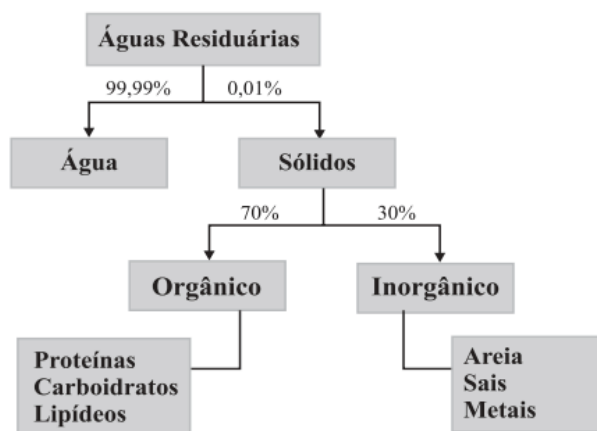 Águas Residuárias
99,99%
0,01%
Água
Sólidos
70%
30%
Orgânico
Inorgânico
Proteínas
Carboidratos
Lipídeos
Areia
Sais
Metais